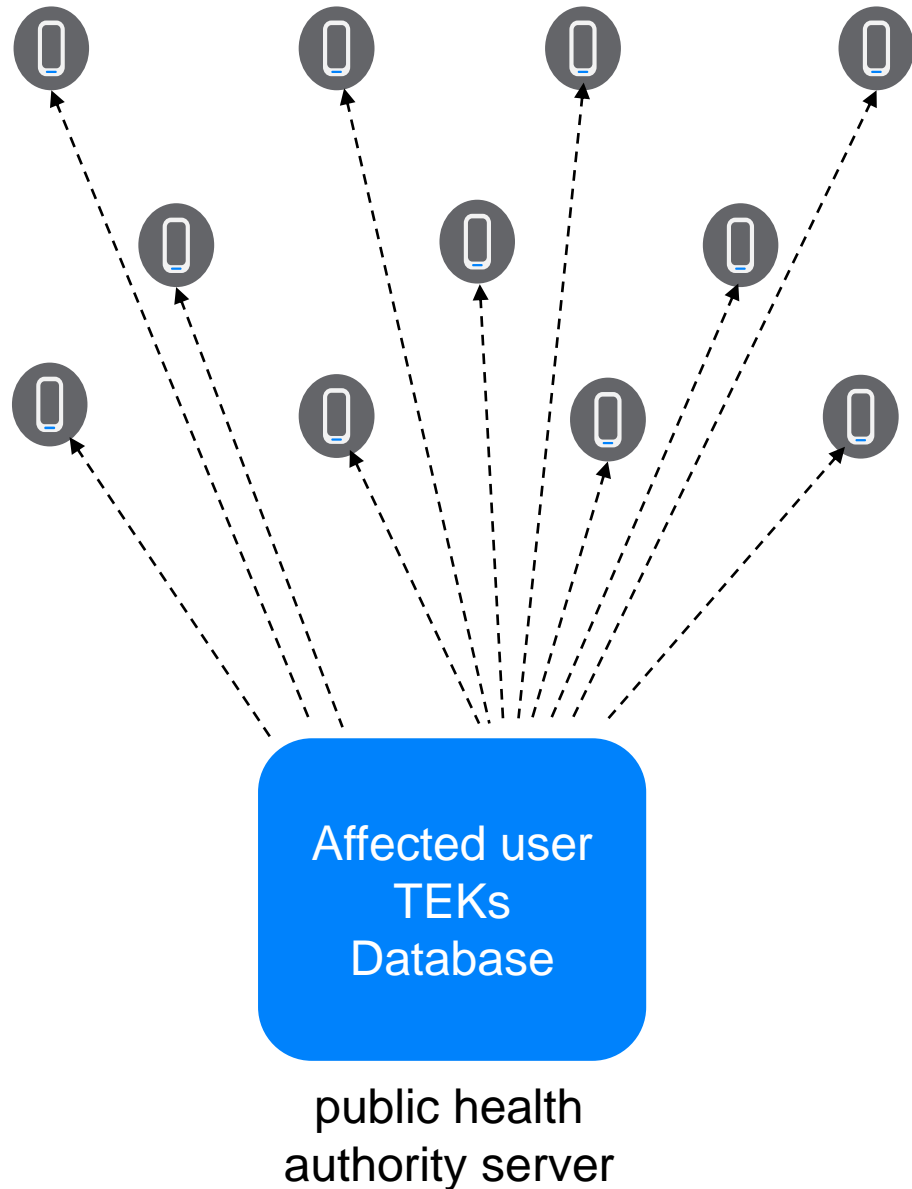 Affected user
TEKs
Database
public health
authority server